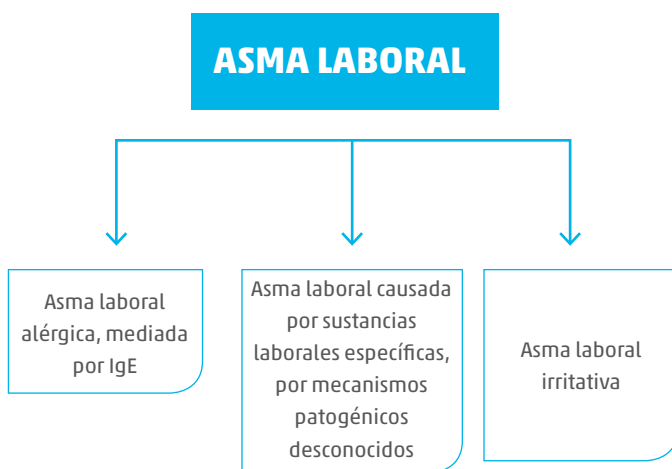 ASMA LABORAL
Asma laboral
alérgica, mediada
por IgE
Asma laboral causada
por sustancias
laborales específicas,
por mecanismos
patogénicos
desconocidos
Asma laboral
irritativa